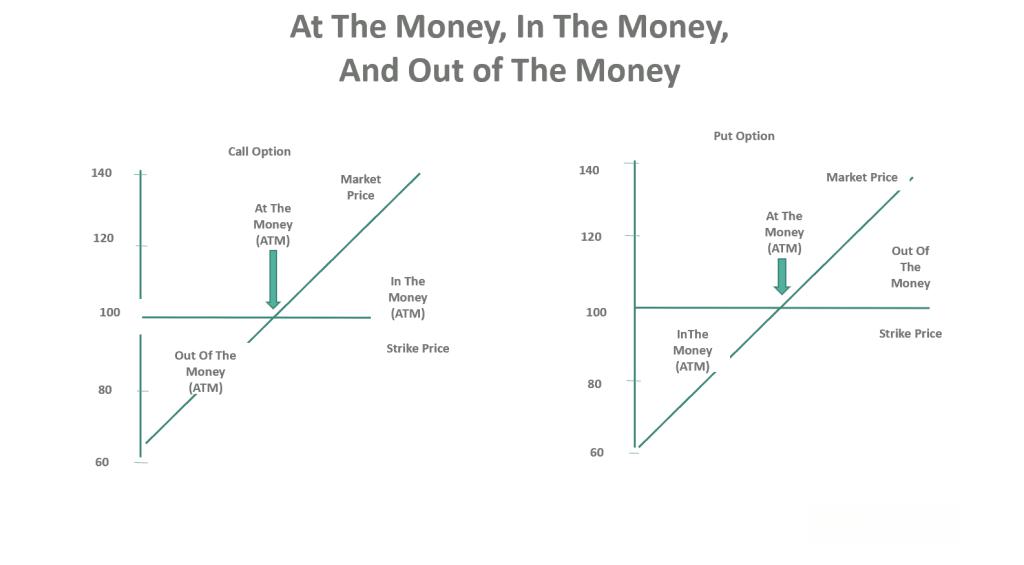 At The Money, In The Money,
And Out of The Money
Call Option
140
120
100
80
60
Market
Price
At The
Money
(ATM)
In The
Money
(ATM)
Strike Price
Out Of The
Money
(ATM)
Put Option
140
120
100
80
60
Market Price
At The
Money
(ATM)
Out Of
The
Money
Strike Price
InThe
Money
(ATM)